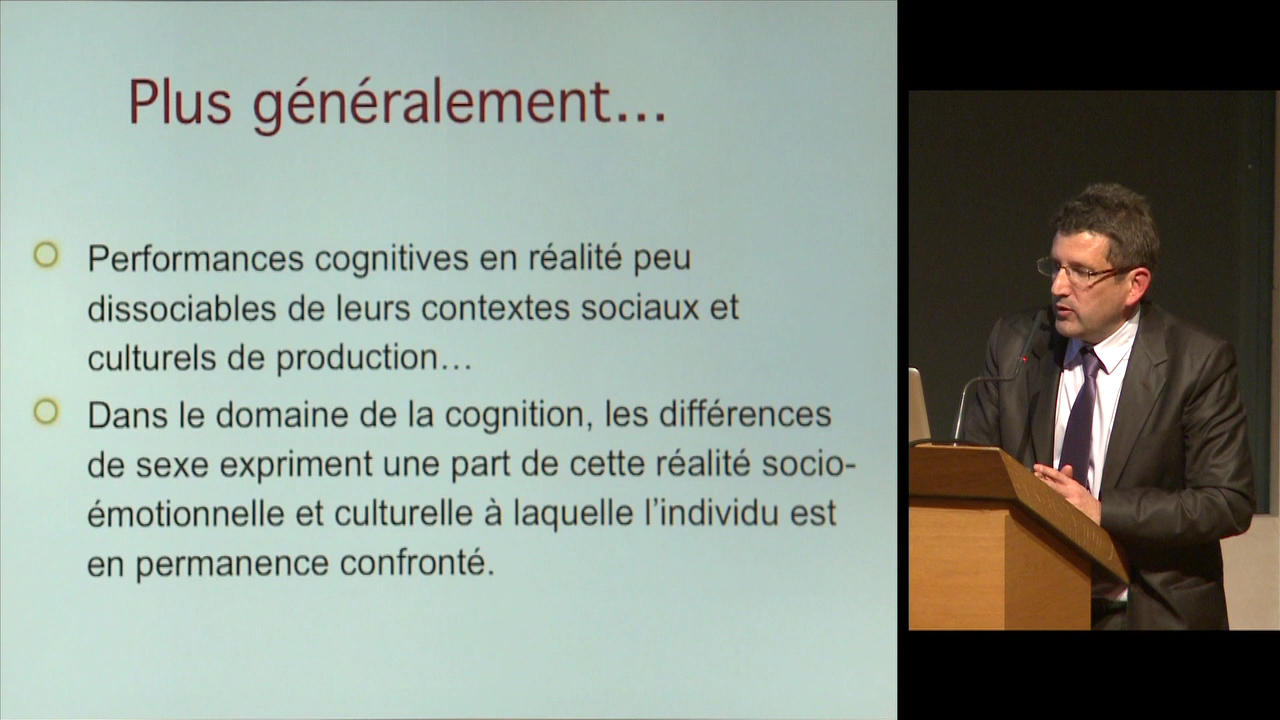 Plus généralement...
Performances cognitives en réalité peu
dissociables de leurs contextes sociaux et
culturels de production...
Dans le domaine de la cognition, les différences
de sexe expriment une part de cette réalité socio-
émotionnelle et culturelle à laquelle l'individu est
en permanence confronté.